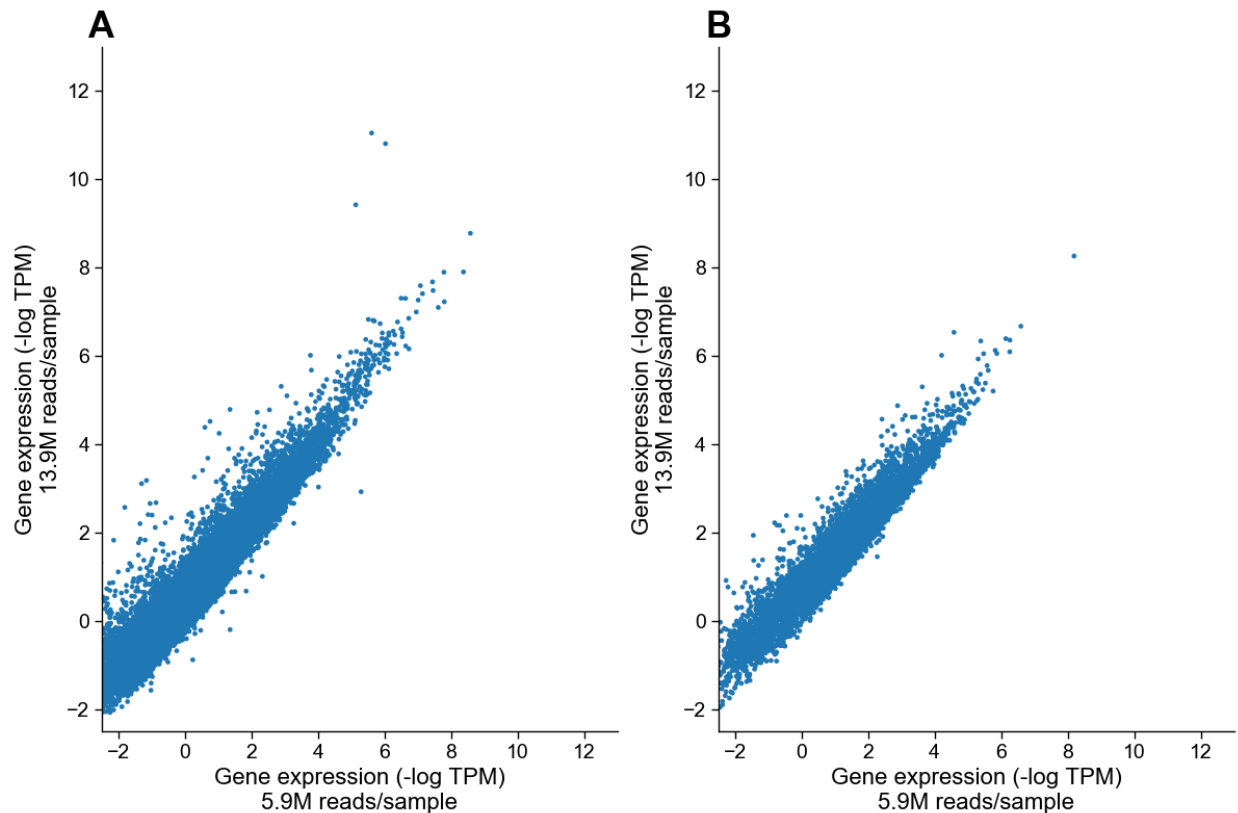 A
12
10
8
6
4
2
0
−2
−2 0 2 4 6 8 10 12
Gene expression (-log TPM)
13.9M reads/sample
Gene expression (-log TPM)
5.9M reads/sample
B
12
10
8
6
4
2
0
−2
−2 0 2 4 6 8 10 12
Gene expression (-log TPM)
13.9M reads/sample
Gene expression (-log TPM)
5.9M reads/sample